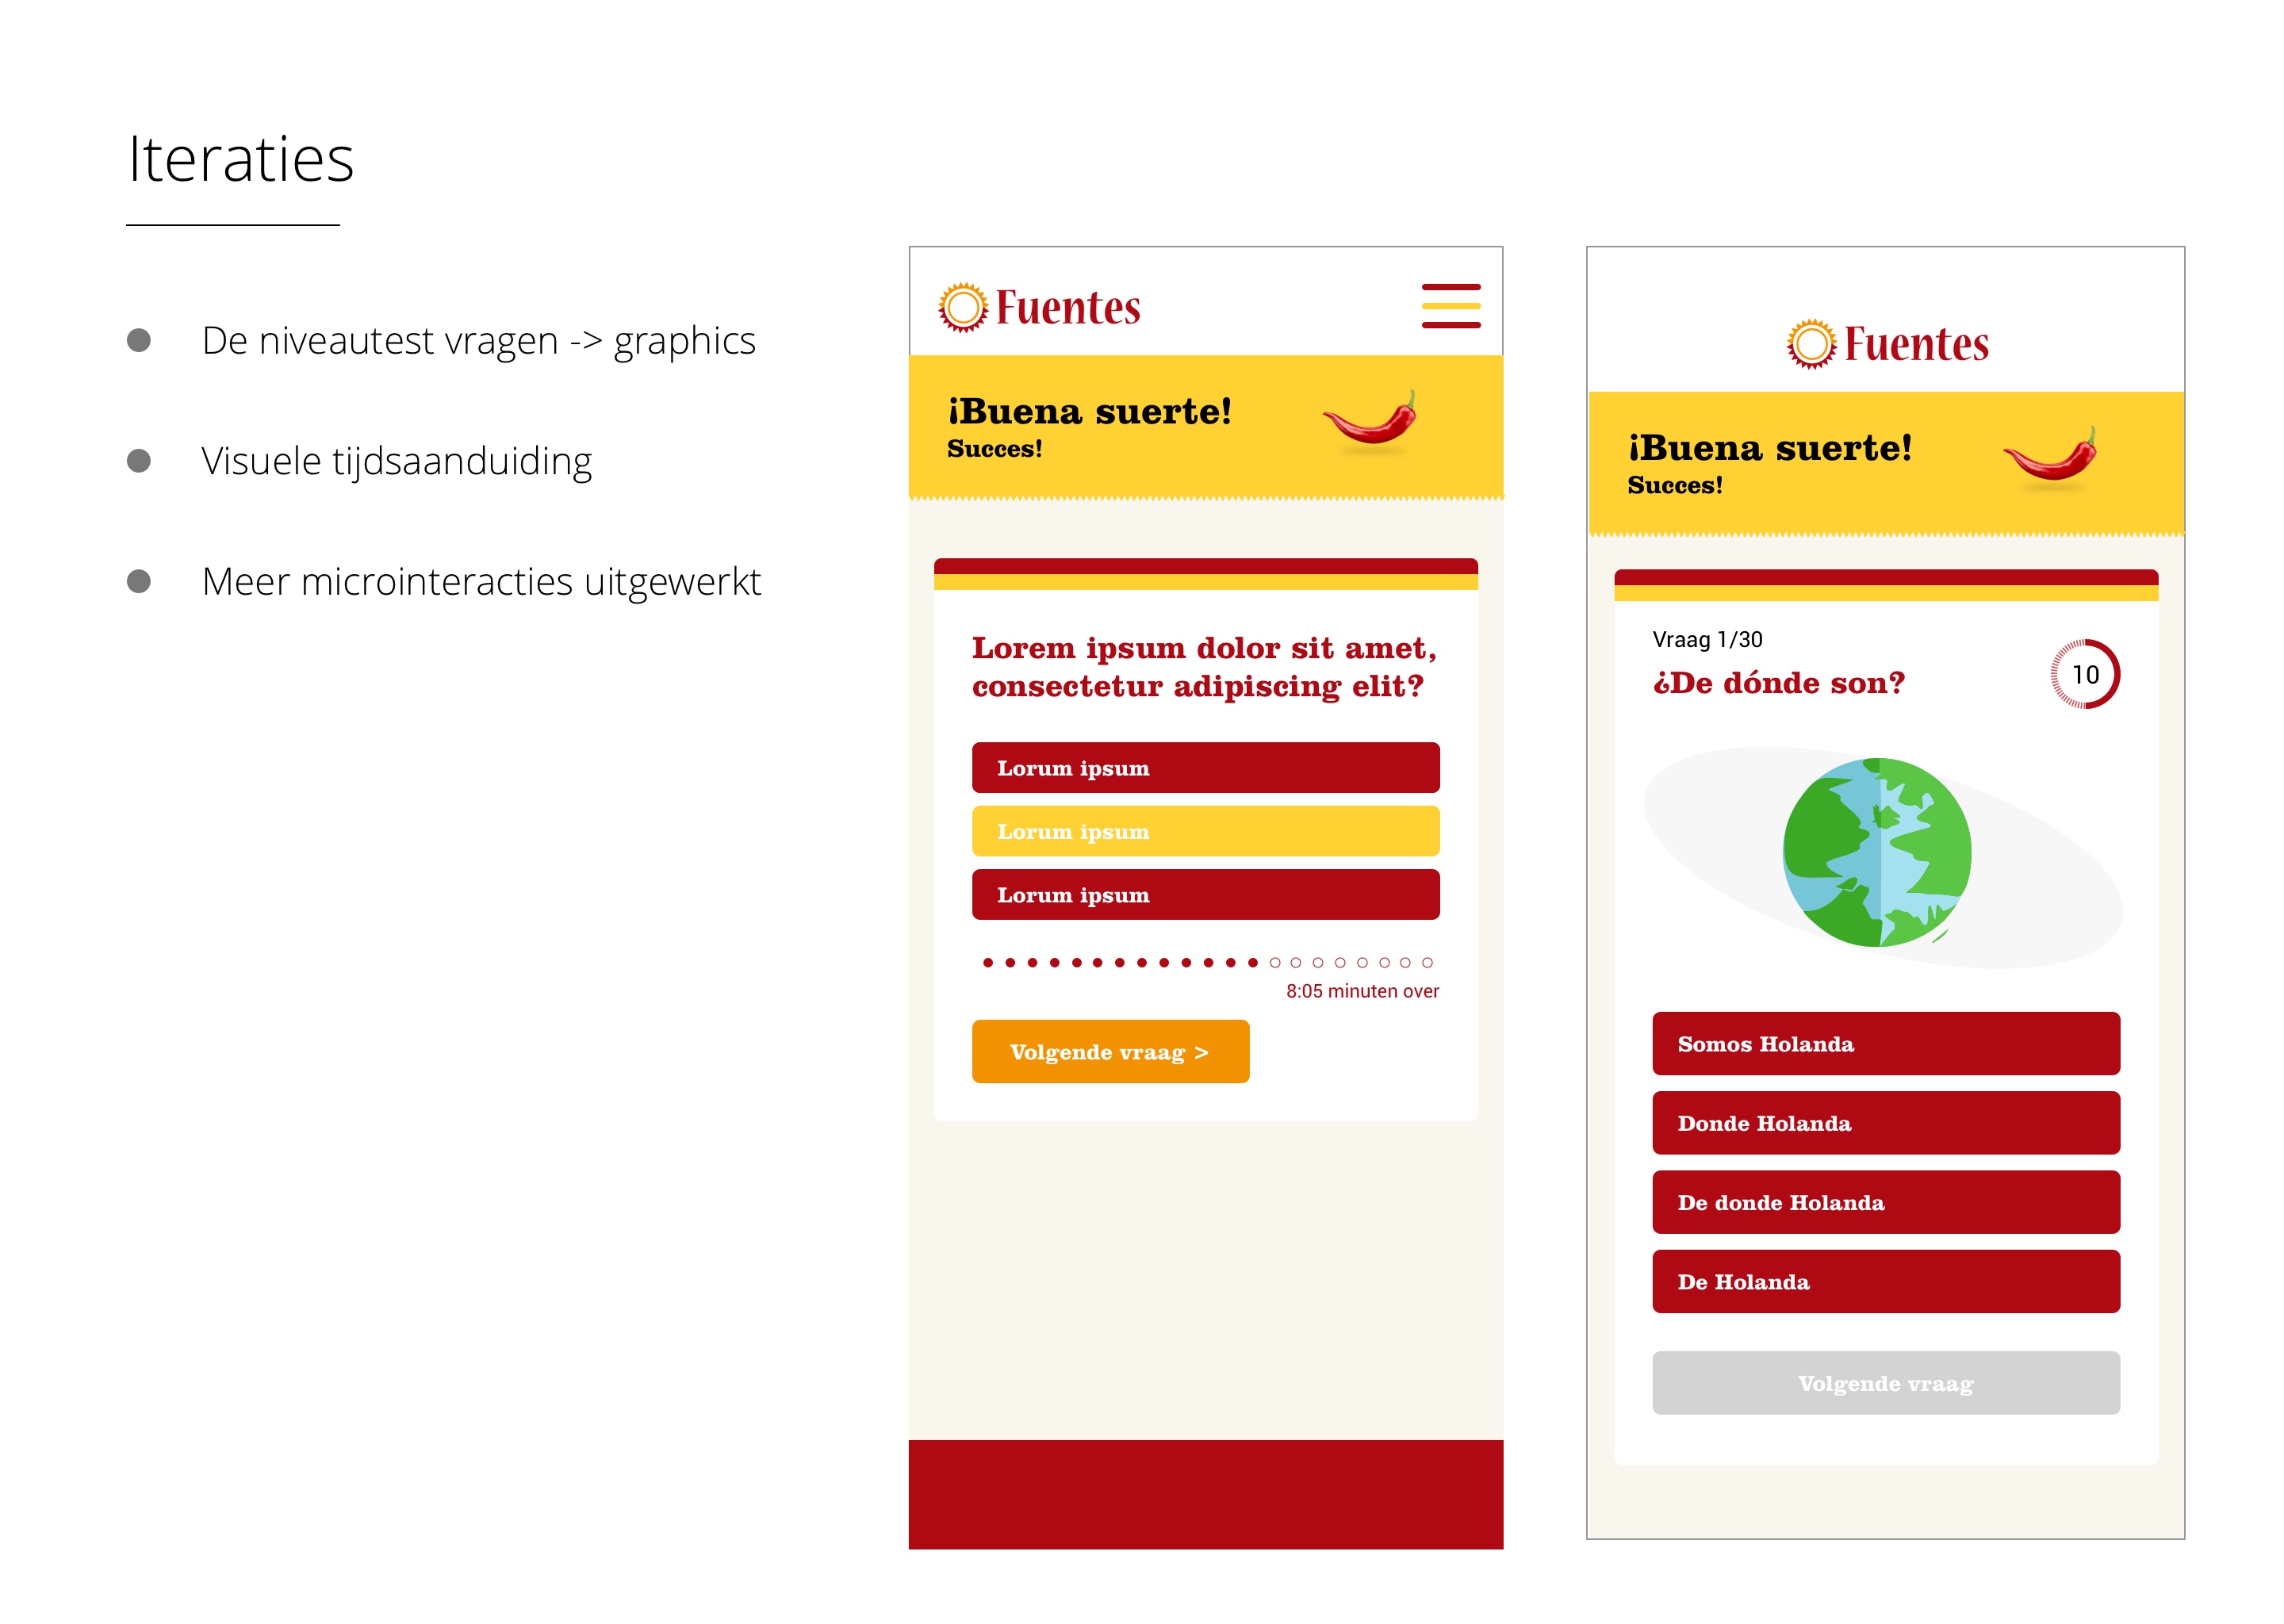 Iteraties
De niveautest vragen -> graphics
Visuele tijdsaanduiding
Meer microinteracties uitgewerkt
Fuentes
¡Buena suerte!
Succes!
Lorem ipsum dolor sit amet,
consectetur adipiscing elit?
Lorum ipsum
Lorum ipsum
Lorum ipsum
8:05 minuten over
Volgende vraag >
Fuentes
¡Buena suerte!
Succes!
Vraag 1/30
¿De dónde son?
10
Somos Holanda
Donde Holanda
De donde Holanda
De Holanda
Volgende vraag